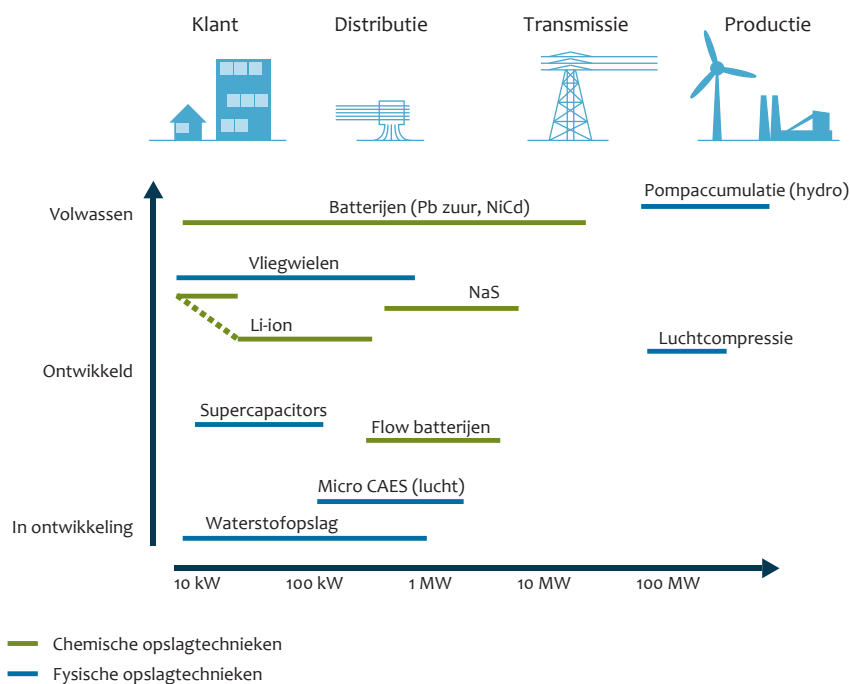 Klant
Distributie
Transmissie
Productie
Volwassen
Pompaccumulatie (hydro)
Batterijen (Pb zuur, NiCd)
Vliegwielen
NaS
Li-ion
Luchtcompressie
Ontwikkeld
Supercapacitors
Flow batterijen
Micro CAES (lucht)
In ontwikkeling
Waterstofopslag
10 kW
100 kW
1 MW
10 MW
100 MW
Chemische opslagtechnieken
Fysische opslagtechnieken